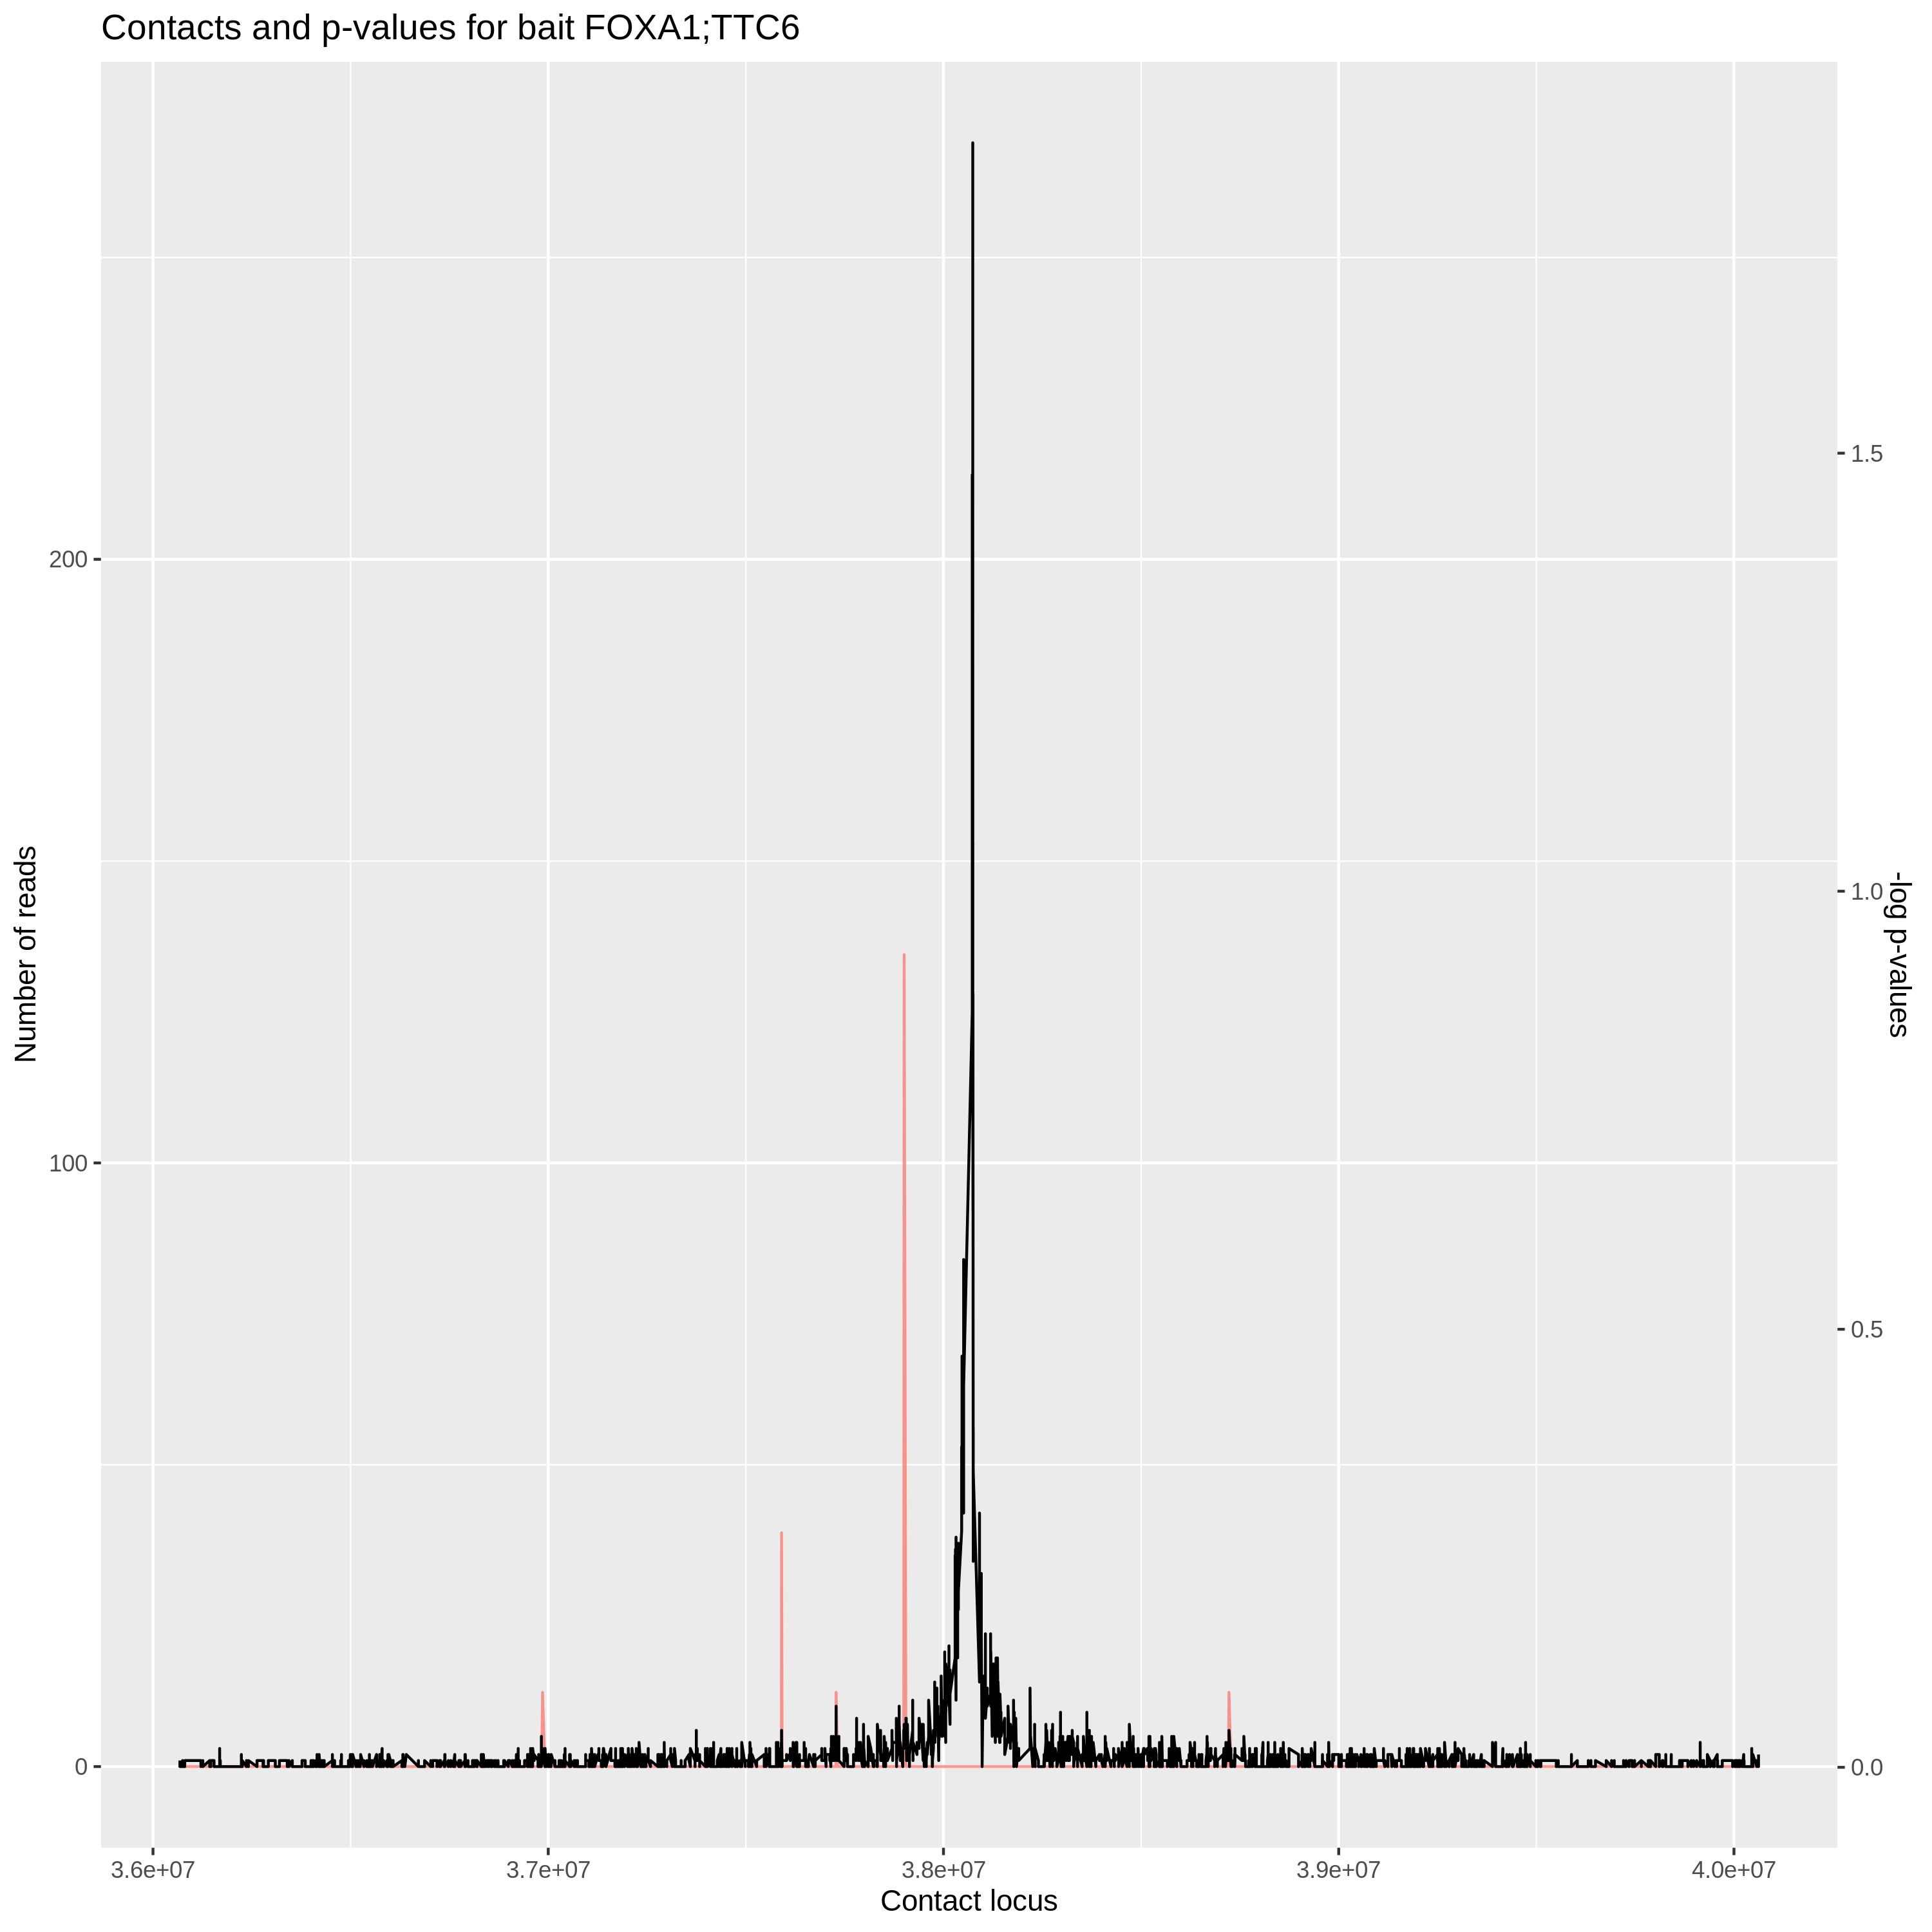 Contacts and p-values for bait FOXA1;TTC6
Number of reads
200
100
0
1.5
1.0
0.5
0.0
-log p-values
3.6e+07 3.7e+07 3.8e+07 3.9e+07 4.0e+07
Contact locus